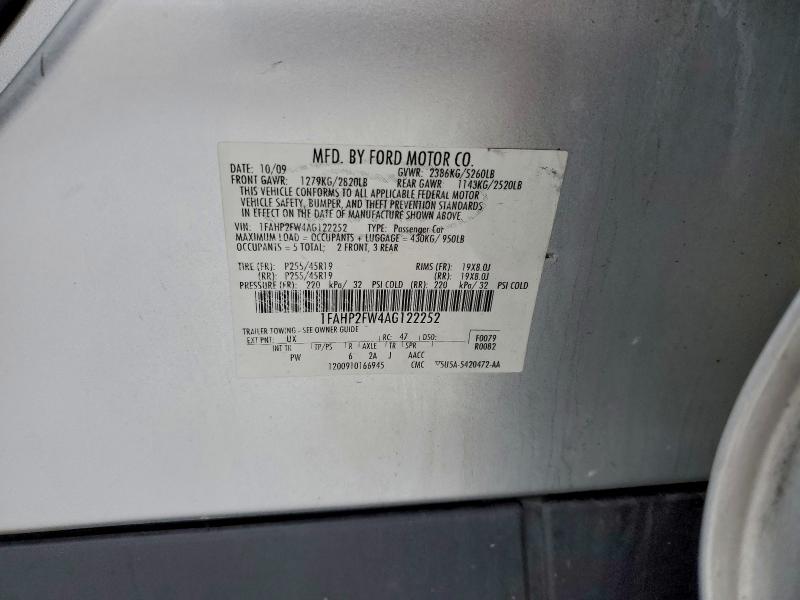 MFD. BY FORD MOTOR CO.
DATE: 10/09 GVWR: 2386KG/5260LB
FRONT GAWR: 1279KG/2820LB REAR GAWR: 1143KG/2520LB
THIS VEHICLE CONFORMS TO ALL APPLICABLE FEDERAL MOTOR
VEHICLE SAFETY, BUMPER, AND THEFT PREVENTION STANDARDS
IN EFFECT ON THE DATE OF MANUFACTURE SHOWN ABOVE.
VIN: 1FAHP2FW4AG122252 TYPE: Passenger Car
MAXIMUM LOAD = OCCUPANTS + LUGGAGE = 430KG/ 950LB
OCCUPANTS = 5 TOTAL; 2 FRONT, 3 REAR
TIRE (FR): P255/45R19 RIMS (FR): 19X8.0J
(RR): P255/45R19 (RR): 19X8.0J
PRESSURE (FR): 220 kPa/ 32 PSI COLD (RR): 220 kPa/ 32 PSI COLD
1FAHP2FW4AG122252
TRAILER TOWING - SEE OWNER GUIDE
EXT PNT: UX RC: 47 DSO: F0079
INT TR TP/PS R AXLE TR SPR R0082
PW 6 2A J AACC
1200910166945 CMC 5U5A-5420472-AA